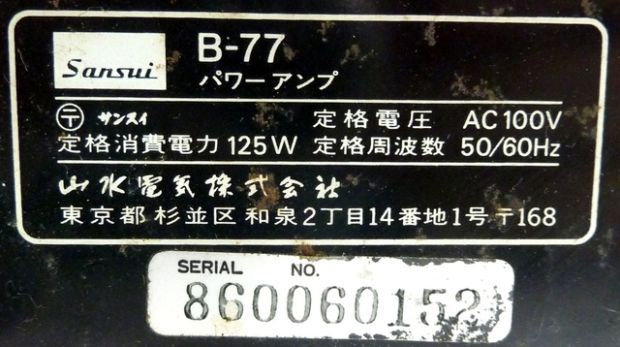 Sansui B-77
パワーアンプ
〶 サンスイ 定格電圧 AC100V
定格消費電力 125W 定格周波数 50/60Hz
山水電気株式会社
東京都杉並区和泉2丁目14番地1号〒168
SERIAL NO.
860060152